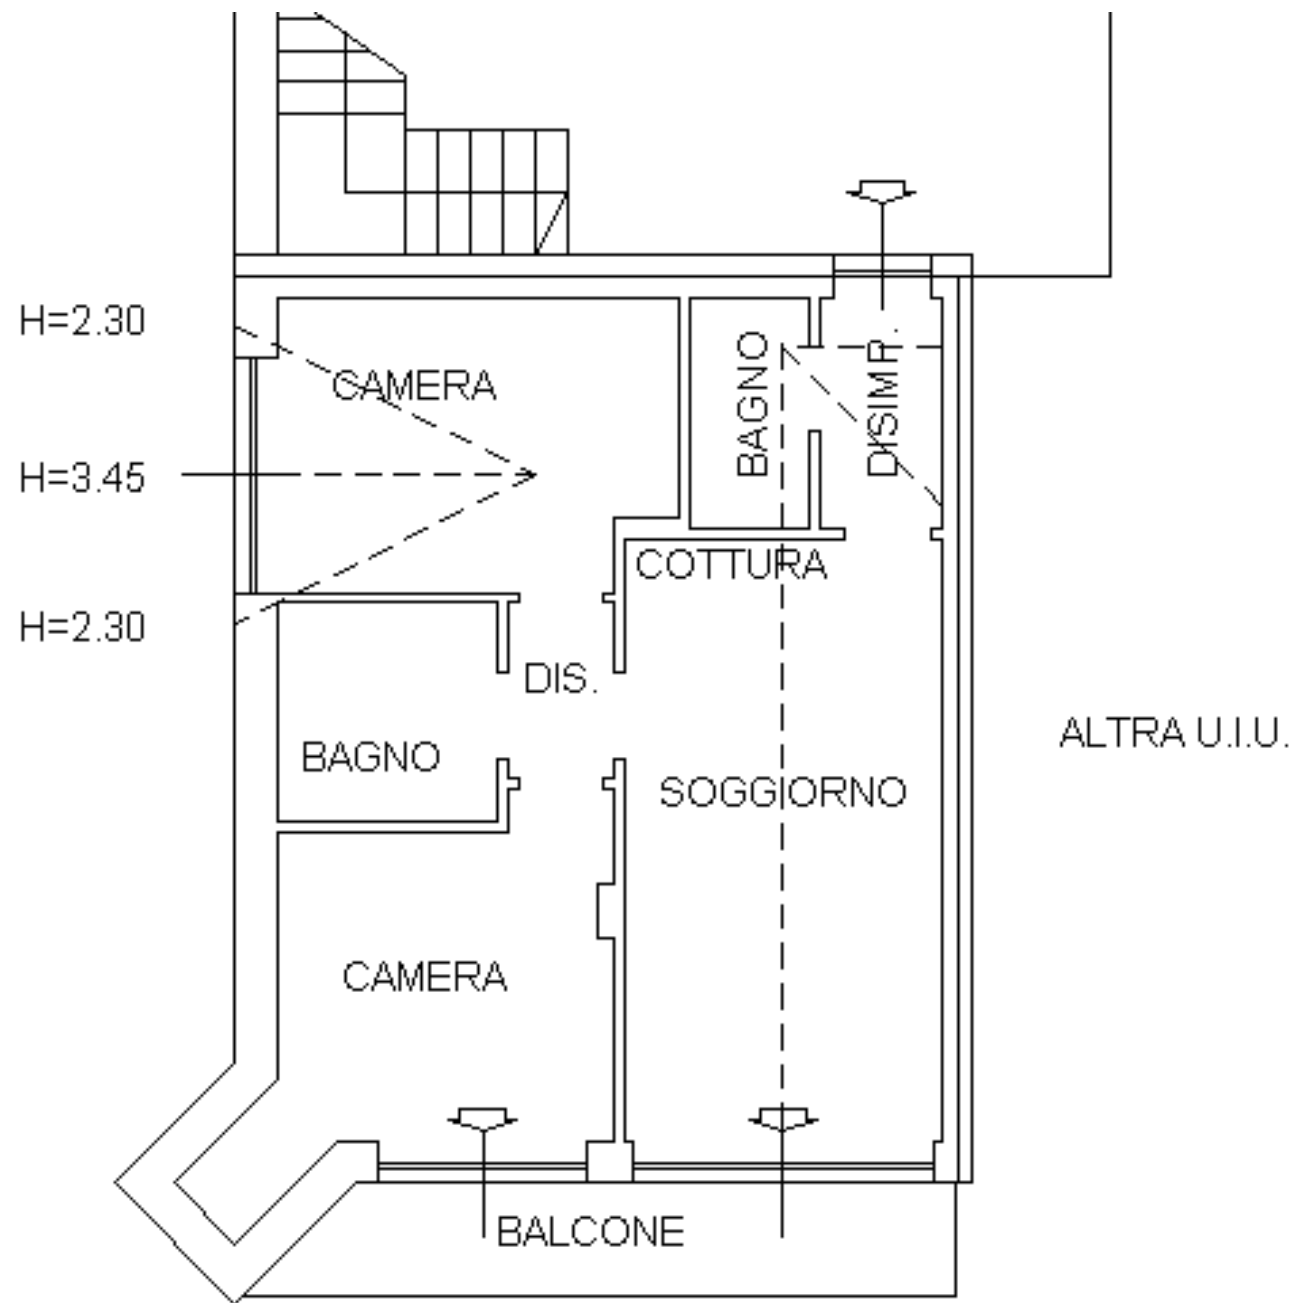 H=2.30
CAMERA
BAGNO
DISIMP.
H=3.45
COTTURA
H=2.30
DIS.
BAGNO
SOGGIORNO
ALTRA U.I.U.
CAMERA
BALCONE